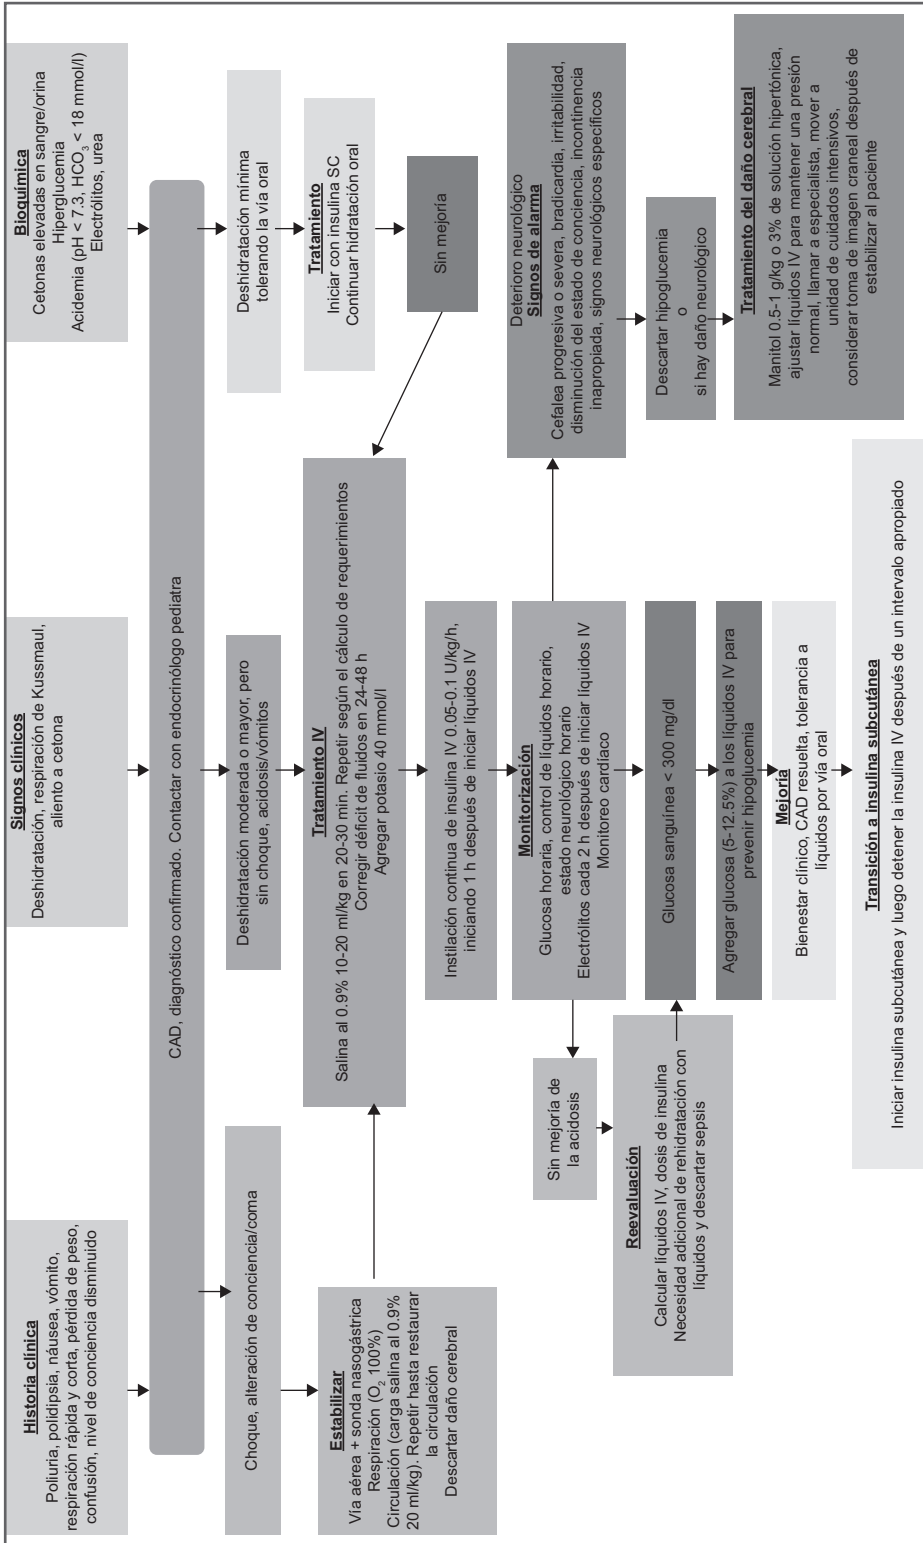 Historia clínica
Poliuria, polidipsia, náusea, vómito,
respiración rápida y corta, pérdida de peso,
confusión, nivel de conciencia disminuido
Signos clínicos
Deshidratación, respiración de Kussmaul,
aliento a cetona
Bioquímica
Cetonas elevadas en sangre/orina
Hiperglucemia
Acidemia (pH < 7.3, HCO3 < 18 mmol/l)
Electrólitos, urea
CAD, diagnóstico confirmado. Contactar con endocrinólogo pediatra
Choque, alteración de conciencia/coma
Deshidratación moderada o mayor, pero
sin choque, acidosis/vómitos
Deshidratación mínima
tolerando la vía oral
Estabilizar
Vía aérea + sonda nasogástrica
Respiración (O2 100%)
Circulación (carga salina al 0.9%
20 ml/kg). Repetir hasta restaurar
la circulación
Descartar daño cerebral
Tratamiento IV
Salina al 0.9% 10-20 ml/kg en 20-30 min. Repetir según el cálculo de requerimientos
Corregir déficit de fluidos en 24-48 h
Agregar potasio 40 mmol/l
Tratamiento
Iniciar con insulina SC
Continuar hidratación oral
Sin mejoría
Instilación continua de insulina IV 0.05-0.1 U/kg/h,
iniciando 1 h después de iniciar líquidos IV
Monitorización
Glucosa horaria, control de líquidos horario,
estado neurológico horario
Electrólitos cada 2 h después de iniciar líquidos IV
Monitoreo cardíaco
Deterioro neurológico
Signos de alarma
Cefalea progresiva o severa, bradicardia, irritabilidad,
disminución del estado de conciencia, incontinencia
inapropiada, signos neurológicos específicos
Sin mejoría de
la acidosis
Reevaluación
Calcular líquidos IV, dosis de insulina
Necesidad adicional de rehidratación con
líquidos y descartar sepsis
Glucosa sanguínea < 300 mg/dl
Descartar hipoglucemia
o
si hay daño neurológico
Agregar glucosa (5-12.5%) a los líquidos IV para
prevenir hipoglucemia
Tratamiento del daño cerebral
Manitol 0.5-1 g/kg o 3% de solución hipertónica,
ajustar líquidos IV para mantener una presión
normal, llamar a especialista, mover a
unidad de cuidados intensivos,
considerar toma de imagen craneal después de
estabilizar al paciente
Mejoría
Bienestar clínico, CAD resuelta, tolerancia a
líquidos por vía oral
Transición a insulina subcutánea
Iniciar insulina subcutánea y luego detener la insulina IV después de un intervalo apropiado